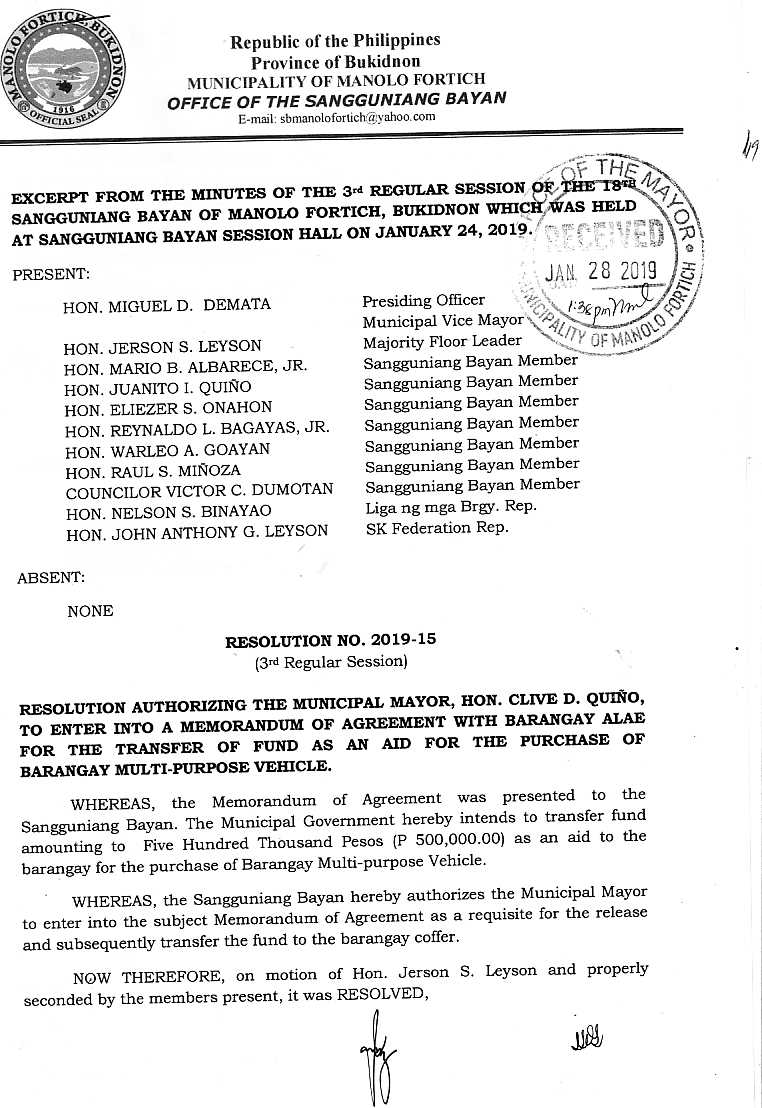 MANOLO FORTICH, BUKIDNON
1916
OFFICIAL SEAL
Republic of the Philippines
Province of Bukidnon
MUNICIPALITY OF MANOLO FORTICH
OFFICE OF THE SANGGUNIANG BAYAN
E-mail: sbmanolofortich@yahoo.com
EXCERPT FROM THE MINUTES OF THE 3rd REGULAR SESSION OF THE 18TH
SANGGUNIANG BAYAN OF MANOLO FORTICH, BUKIDNON WHICH WAS HELD
AT SANGGUNIANG BAYAN SESSION HALL ON JANUARY 24, 2019.
OFFICE OF THE MAYOR
RECEIVED
JAN 28 2019
1:36 pm
MUNICIPALITY OF MANOLO FORTICH
PRESENT:
HON. MIGUEL D. DEMATA Presiding Officer
Municipal Vice Mayor
HON. JERSON S. LEYSON Majority Floor Leader
HON. MARIO B. ALBARECE, JR. Sangguniang Bayan Member
HON. JUANITO I. QUIÑO Sangguniang Bayan Member
HON. ELIEZER S. ONAHON Sangguniang Bayan Member
HON. REYNALDO L. BAGAYAS, JR. Sangguniang Bayan Member
HON. WARLEO A. GOAYAN Sangguniang Bayan Member
HON. RAUL S. MIÑOZA Sangguniang Bayan Member
COUNCILOR VICTOR C. DUMOTAN Sangguniang Bayan Member
HON. NELSON S. BINAYAO Liga ng mga Brgy. Rep.
HON. JOHN ANTHONY G. LEYSON SK Federation Rep.
ABSENT:
NONE
RESOLUTION NO. 2019-15
(3rd Regular Session)
RESOLUTION AUTHORIZING THE MUNICIPAL MAYOR, HON. CLIVE D. QUIÑO,
TO ENTER INTO A MEMORANDUM OF AGREEMENT WITH BARANGAY ALAE
FOR THE TRANSFER OF FUND AS AN AID FOR THE PURCHASE OF
BARANGAY MULTI-PURPOSE VEHICLE.
WHEREAS, the Memorandum of Agreement was presented to the
Sangguniang Bayan. The Municipal Government hereby intends to transfer fund
amounting to Five Hundred Thousand Pesos (P 500,000.00) as an aid to the
barangay for the purchase of Barangay Multi-purpose Vehicle.
WHEREAS, the Sangguniang Bayan hereby authorizes the Municipal Mayor
to enter into the subject Memorandum of Agreement as a requisite for the release
and subsequently transfer the fund to the barangay coffer.
NOW THEREFORE, on motion of Hon. Jerson S. Leyson and properly
seconded by the members present, it was RESOLVED,